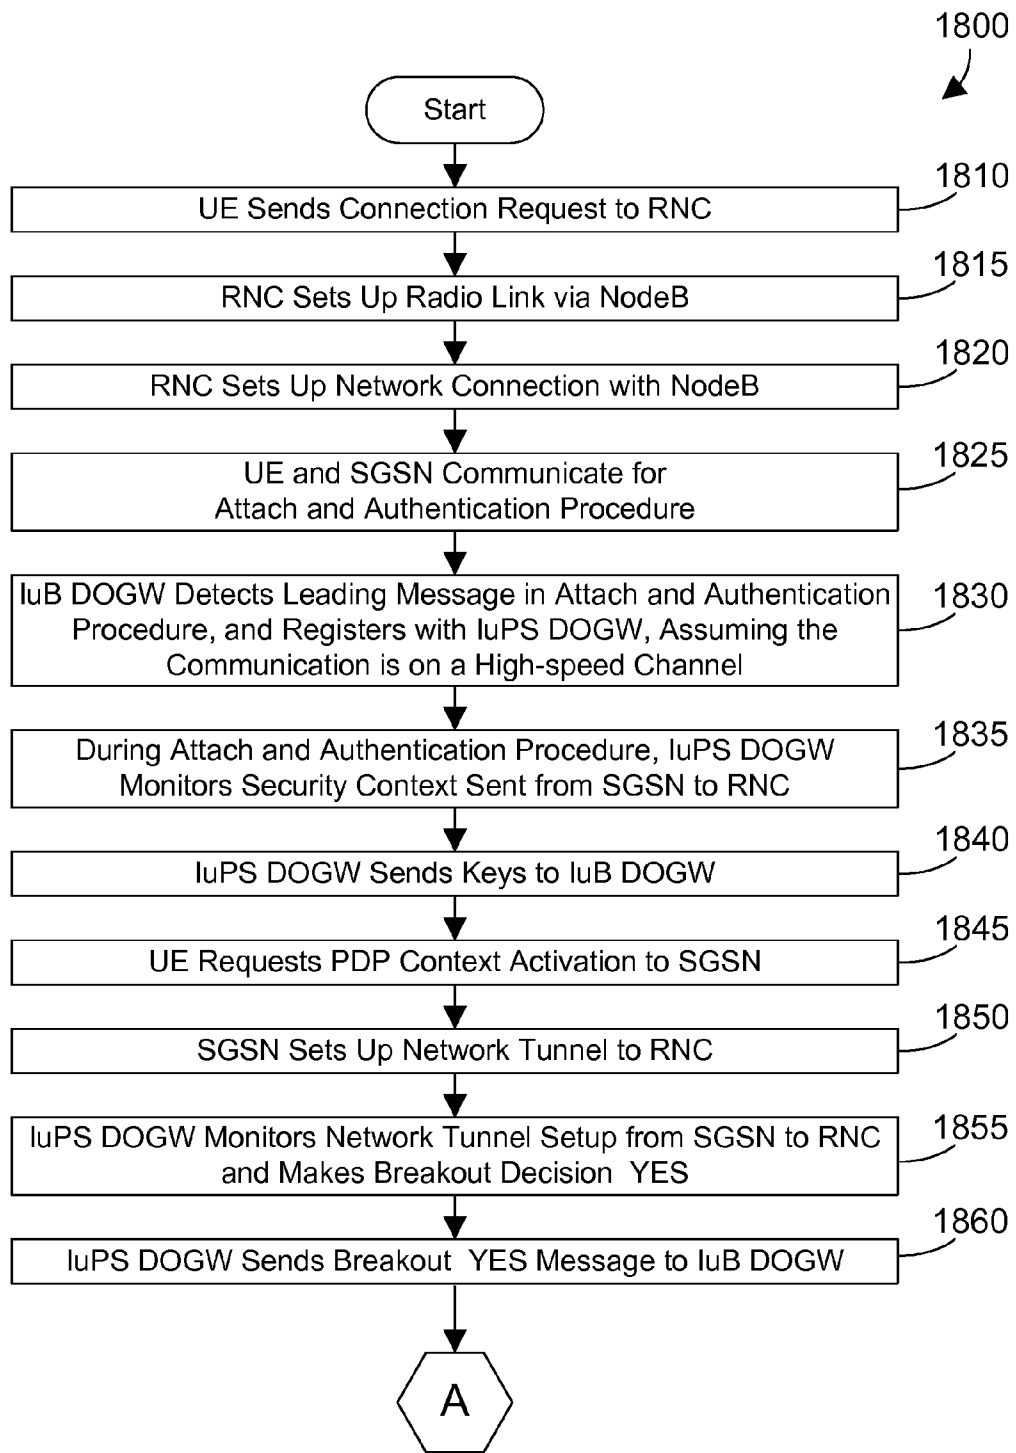 1800
Start
1810
UE Sends Connection Request to RNC
1815
RNC Sets Up Radio Link via NodeB
1820
RNC Sets Up Network Connection with NodeB
1825
UE and SGSN Communicate for
Attach and Authentication Procedure
1830
IuB DOGW Detects Leading Message in Attach and Authentication
Procedure, and Registers with IuPS DOGW, Assuming the
Communication is on a High-speed Channel
1835
During Attach and Authentication Procedure, IuPS DOGW
Monitors Security Context Sent from SGSN to RNC
1840
IuPS DOGW Sends Keys to IuB DOGW
1845
UE Requests PDP Context Activation to SGSN
1850
SGSN Sets Up Network Tunnel to RNC
1855
IuPS DOGW Monitors Network Tunnel Setup from SGSN to RNC
and Makes Breakout Decision YES
1860
IuPS DOGW Sends Breakout YES Message to IuB DOGW
A